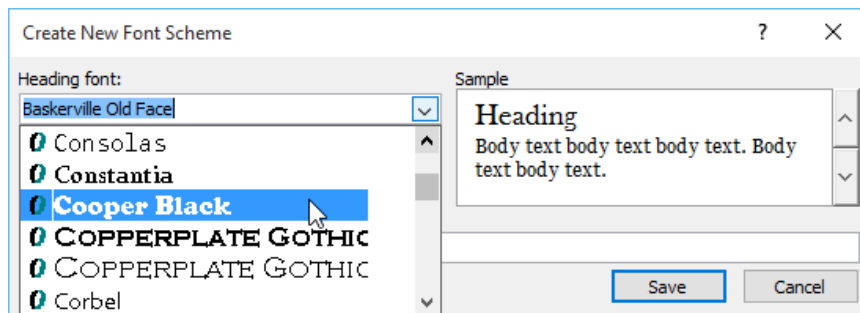 Create New Font Scheme
Heading font:
Sample
Baskerville Old Face
Heading
Body text body text body text. Body
text body text.
Consolas
Constantia
Cooper Black
COPPERPLATE GOTHIC
COPPERPLATE GOTHIC
Corbel
Save
Cancel